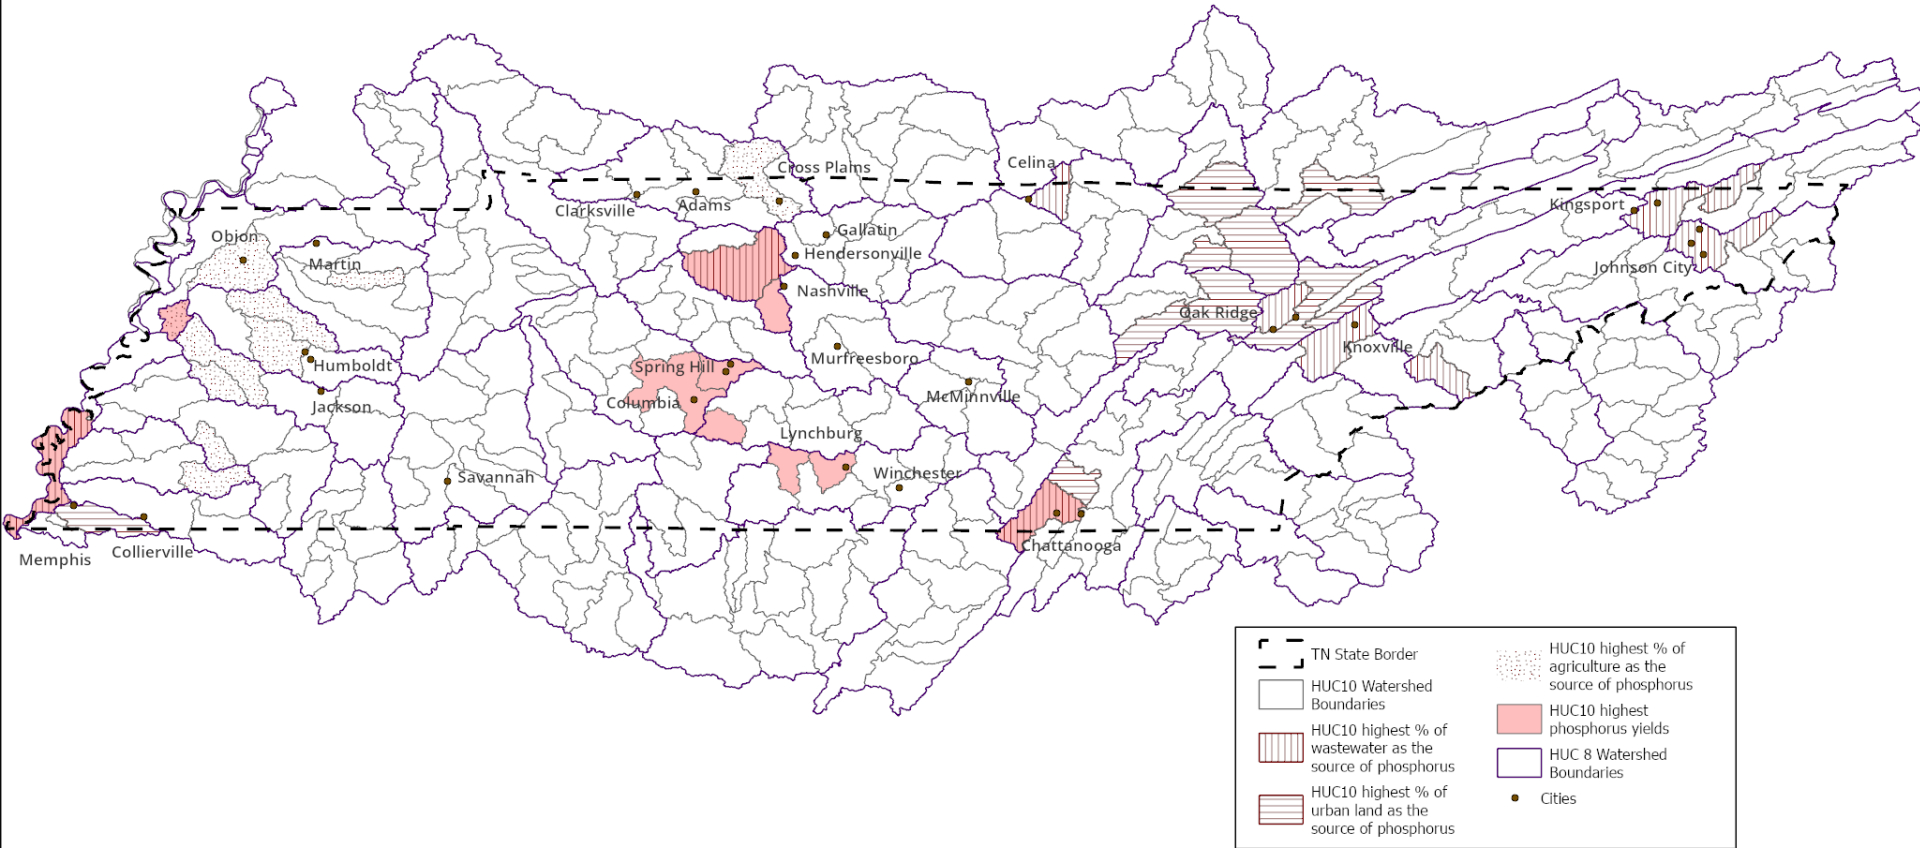 Celina
Cross Plains
Clarksville
Adams
Kingsport
Obion
Gallatin
Martin
Hendersonville
Johnson City
Nashville
Oak Ridge
Knoxville
Murfreesboro
Humboldt
Spring Hill
McMinnville
Columbia
Jackson
Lynchburg
Savannah
Winchester
Chattanooga
Collierville
Memphis
TN State Border
HUC10 Watershed
Boundaries
HUC10 highest % of
wastewater as the
source of phosphorus
HUC10 highest % of
urban land as the
source of phosphorus
HUC10 highest % of
agriculture as the
source of phosphorus
HUC10 highest
phosphorus yields
HUC 8 Watershed
Boundaries
Cities